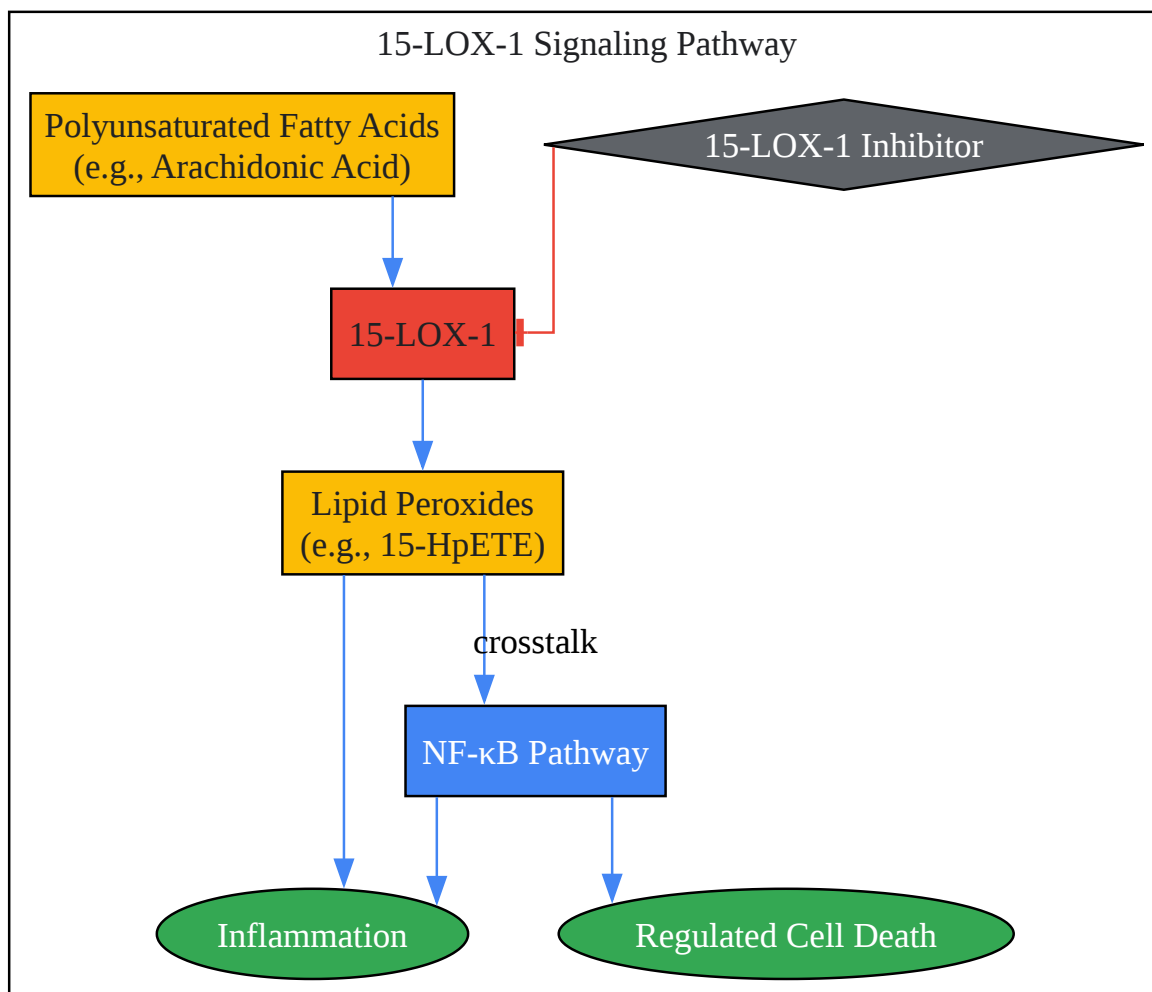 15-LOX-1 Signaling Pathway
Polyunsaturated Fatty Acids
(e.g., Arachidonic Acid)
15-LOX-1 Inhibitor
15-LOX-1
Lipid Peroxides
(e.g., 15-HpETE)
crosstalk
NF-κB Pathway
Inflammation
Regulated Cell Death